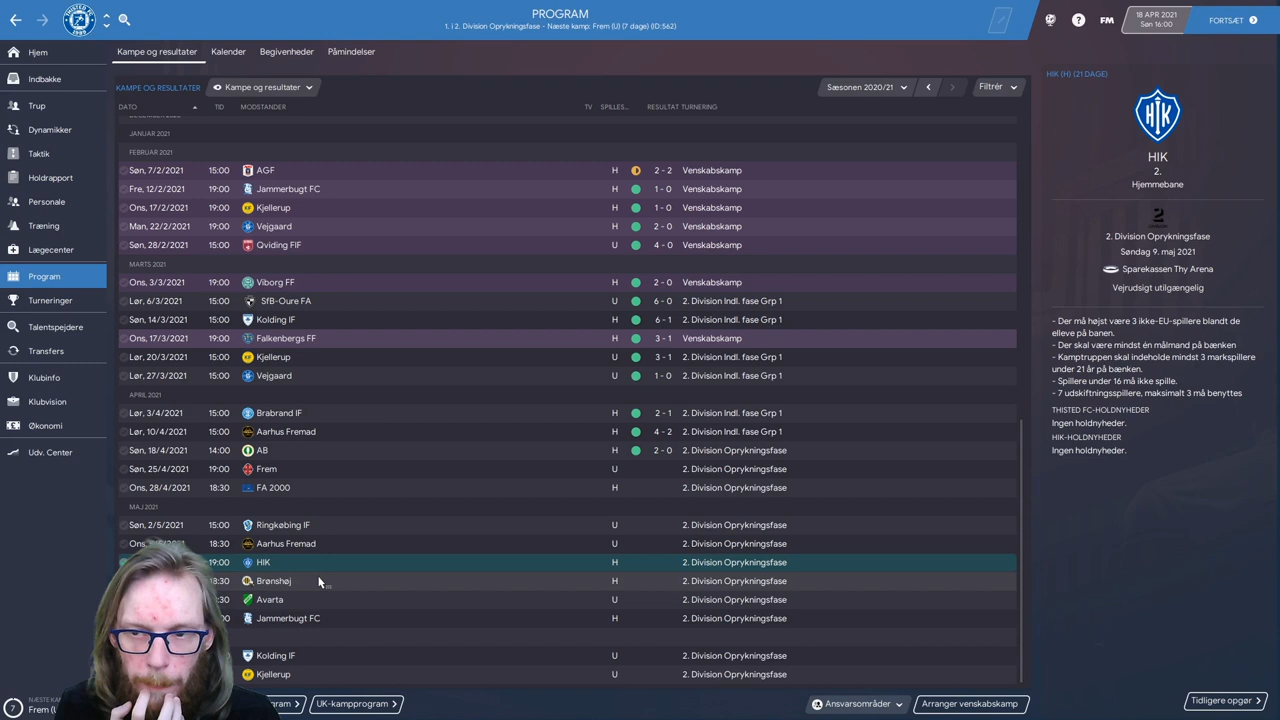 PROGRAM
1. i 2. Division Oprykningsfase - Næste kamp: Frem (U) (7 dage) (ID:562)
FM
18 APR 2021
Søn 16:00
FORTSÆT
Hjem
Indbakke
Trup
Dynamikker
Taktik
Holdrapport
Personale
Træning
Lægecenter
Program
Turneringer
Talentspejdere
Transfers
Klubinfo
Klubvision
Økonomi
Udv. Center
Kampe og resultater Kalender Begivenheder Påmindelser
KAMPE OG RESULTATER Kampe og resultater Sæsonen 2020/21 Filtrér
DATO TID MODSTANDER TV SPILLES... RESULTAT TURNERING
DECEMBER 2020
JANUAR 2021
FEBRUAR 2021
Søn, 7/2/2021 15:00 AGF H 2 - 2 Venskabskamp
Fre, 12/2/2021 19:00 Jammerbugt FC H 1 - 0 Venskabskamp
Ons, 17/2/2021 19:00 Kjellerup H 1 - 0 Venskabskamp
Man, 22/2/2021 19:00 Vejgaard H 2 - 0 Venskabskamp
Søn, 28/2/2021 15:00 Qviding FIF U 4 - 0 Venskabskamp
MARTS 2021
Ons, 3/3/2021 19:00 Viborg FF H 2 - 0 Venskabskamp
Lør, 6/3/2021 15:00 SfB-Oure FA U 6 - 0 2. Division Indl. fase Grp 1
Søn, 14/3/2021 15:00 Kolding IF H 6 - 1 2. Division Indl. fase Grp 1
Ons, 17/3/2021 19:00 Falkenbergs FF H 3 - 1 Venskabskamp
Lør, 20/3/2021 15:00 Kjellerup U 3 - 1 2. Division Indl. fase Grp 1
Lør, 27/3/2021 15:00 Vejgaard U 1 - 0 2. Division Indl. fase Grp 1
APRIL 2021
Lør, 3/4/2021 15:00 Brabrand IF H 2 - 1 2. Division Indl. fase Grp 1
Lør, 10/4/2021 15:00 Aarhus Fremad H 4 - 2 2. Division Indl. fase Grp 1
Søn, 18/4/2021 14:00 AB H 2 - 0 2. Division Oprykningsfase
Søn, 25/4/2021 19:00 Frem U 2. Division Oprykningsfase
Ons, 28/4/2021 18:30 FA 2000 H 2. Division Oprykningsfase
MAJ 2021
Søn, 2/5/2021 15:00 Ringkøbing IF U 2. Division Oprykningsfase
Ons, 18:30 Aarhus Fremad U 2. Division Oprykningsfase
19:00 HIK H 2. Division Oprykningsfase
18:30 Brønshøj H 2. Division Oprykningsfase
:30 Avarta U 2. Division Oprykningsfase
Jammerbugt FC H 2. Division Oprykningsfase
Kolding IF U 2. Division Oprykningsfase
Kjellerup U 2. Division Oprykningsfase
7 NÆSTE KA
Frem (U)
UK-kampprogram
Ansvarsområder
Arranger venskabskamp
HIK (H) (21 DAGE)
HIK
HIK
2.
Hjemmebane
2. Division Oprykningsfase
Søndag 9. maj 2021
Sparekassen Thy Arena
Vejrudsigt utilgængelig
- Der må højst være 3 ikke-EU-spillere blandt de
elleve på banen.
- Der skal være mindst én målmand på bænken
- Kamptruppen skal indeholde mindst 3 markspillere
under 21 år på bænken.
- Spillere under 16 må ikke spille.
- 7 udskiftningsspillere, maksimalt 3 må benyttes
THISTED FC-HOLDNYHEDER
Ingen holdnyheder.
HIK-HOLDNYHEDER
Ingen holdnyheder.
Tidligere opgør